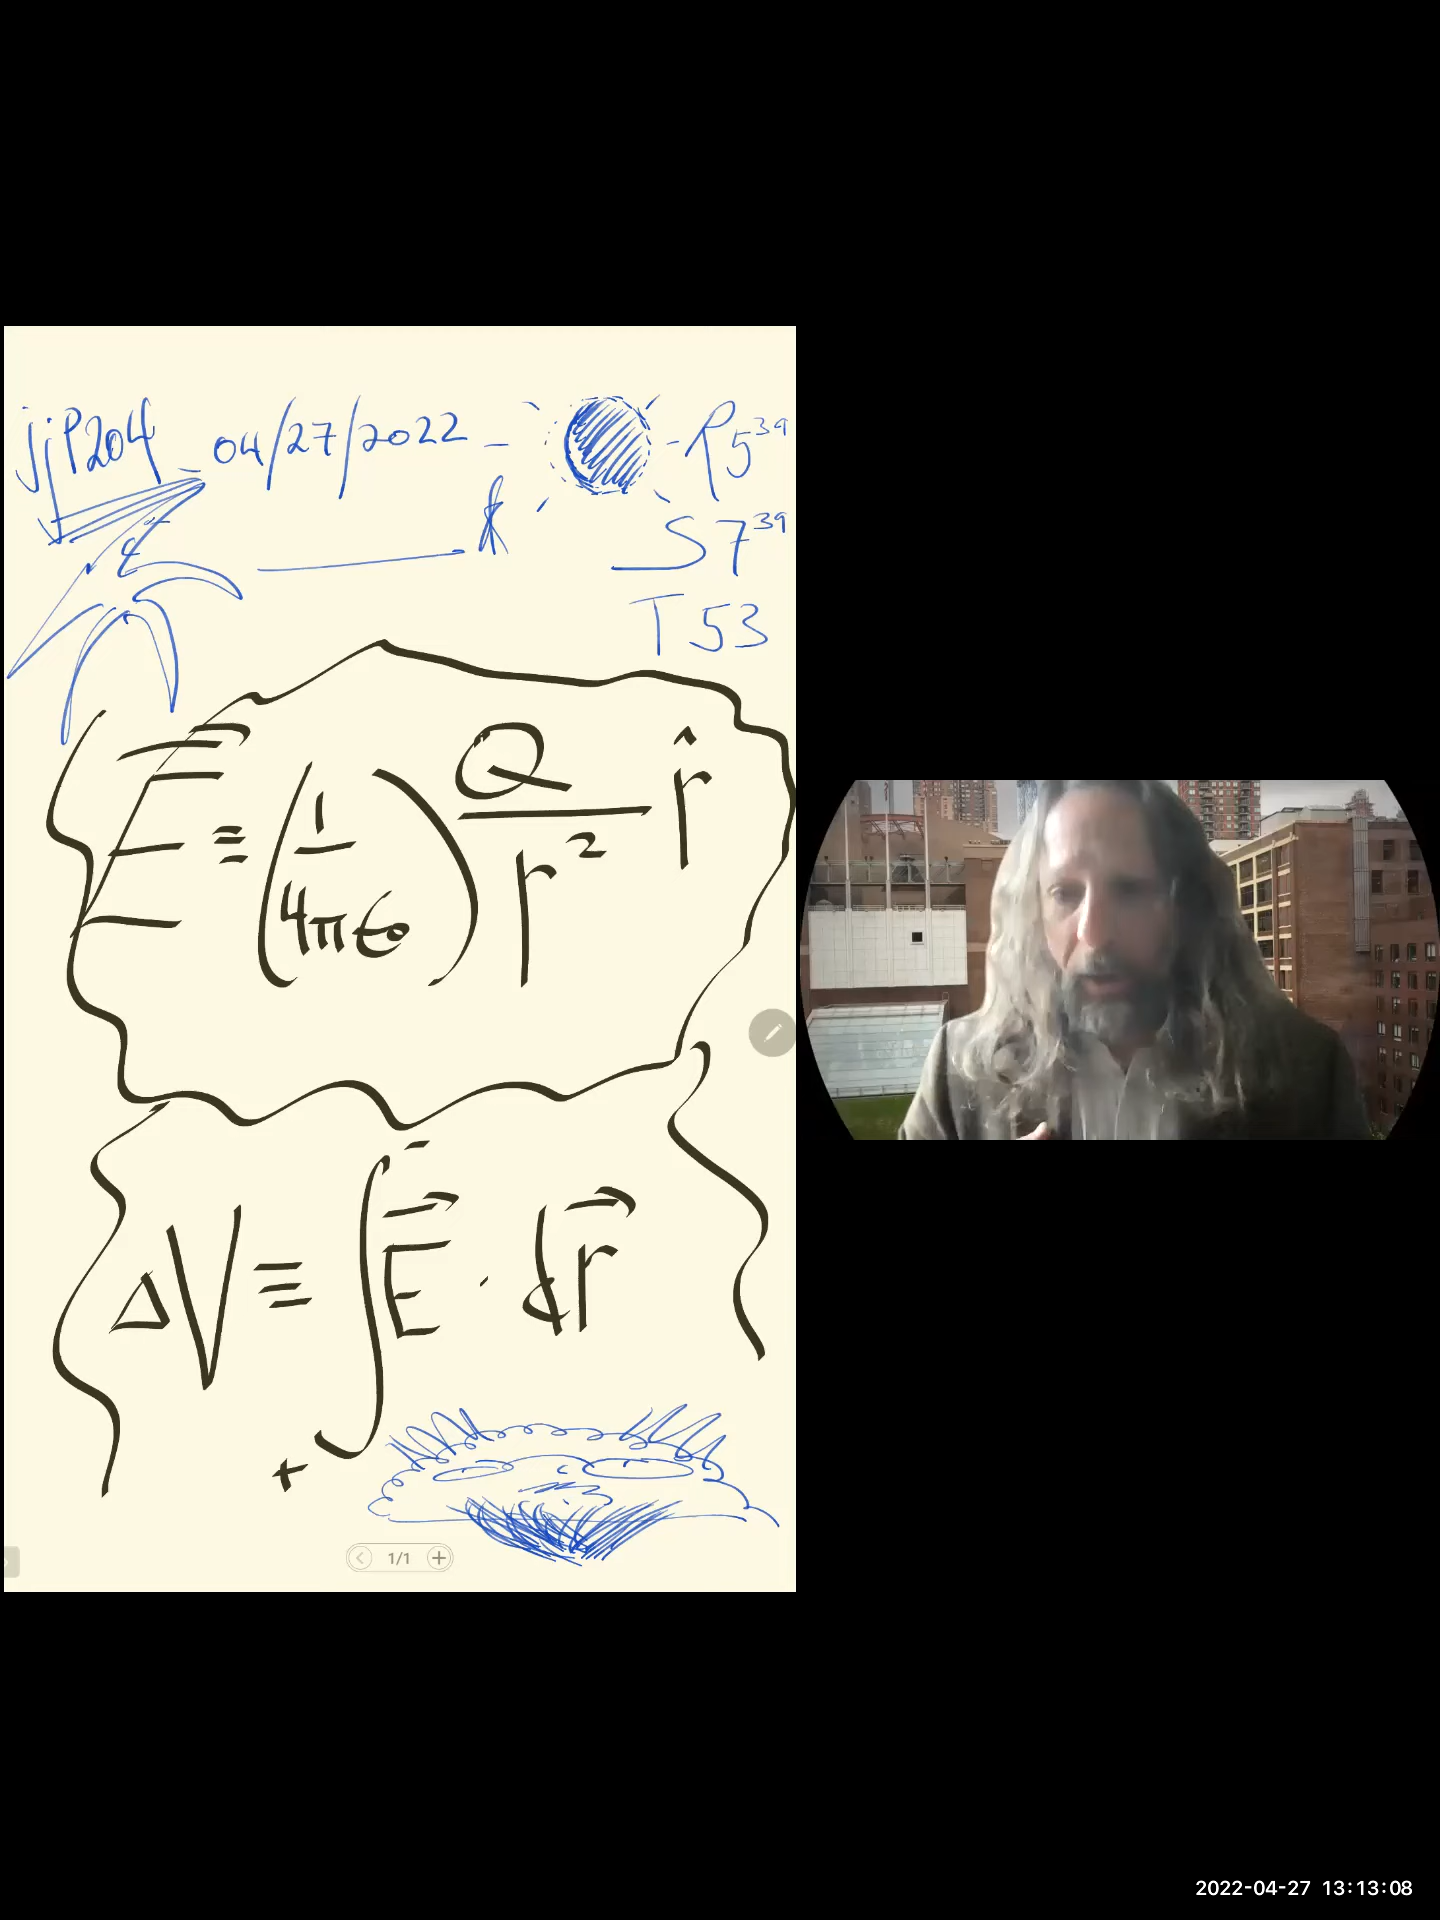 jjP204 04/27/2022 R5³⁹
S7³⁹
T53
E⃗ = (1/4πϵ₀) Q/r² r̂
-
ΔV ≡ ∫E⃗ · dr⃗
+
1/1
2022-04-27 13:13:08